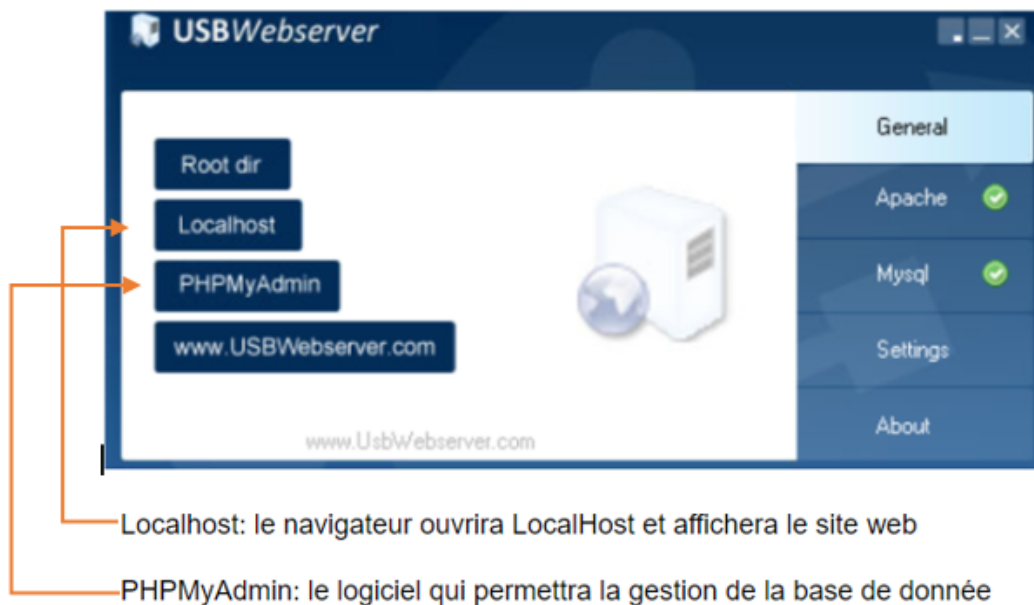 USBWebserver
General
Root dir
Apache
Localhost
Mysql
PHPMyAdmin
www.USBWebserver.com
Settings
About
www.UsbWebserver.com
Localhost: le navigateur ouvrira LocalHost et affichera le site web
PHPMyAdmin: le logiciel qui permettra la gestion de la base de donnée